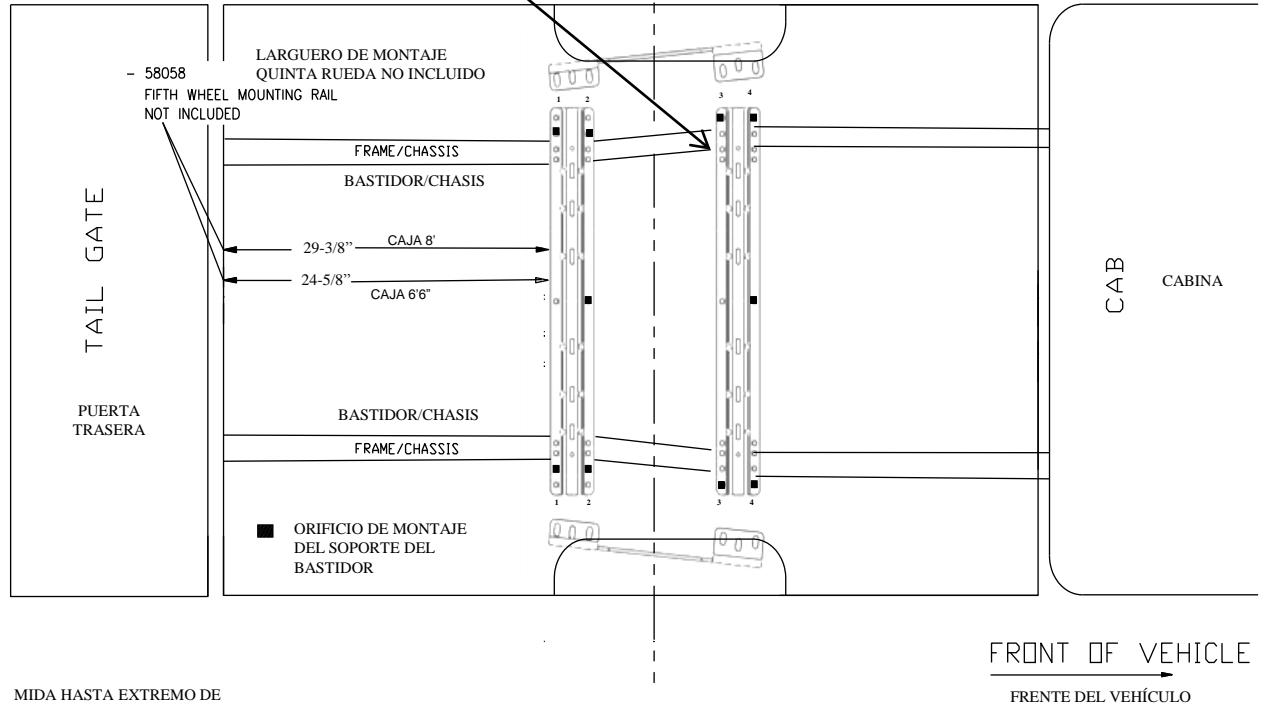 LARGUERO DE MONTAJE
QUINTA RUEDA NO INCLUIDO
- 58058
FIFTH WHEEL MOUNTING RAIL
NOT INCLUDED
1 2
3 4
FRAME/CHASSIS
BASTIDOR/CHASIS
29-3/8” CAJA 8'
24-5/8”
CAJA 6'6"
TAIL GATE
PUERTA
TRASERA
CAB
CABINA
BASTIDOR/CHASIS
FRAME/CHASSIS
1 2
3 4
ORIFICIO DE MONTAJE
DEL SOPORTE DEL
BASTIDOR
FRONT OF VEHICLE
FRENTE DEL VEHÍCULO
MIDA HASTA EXTREMO DE